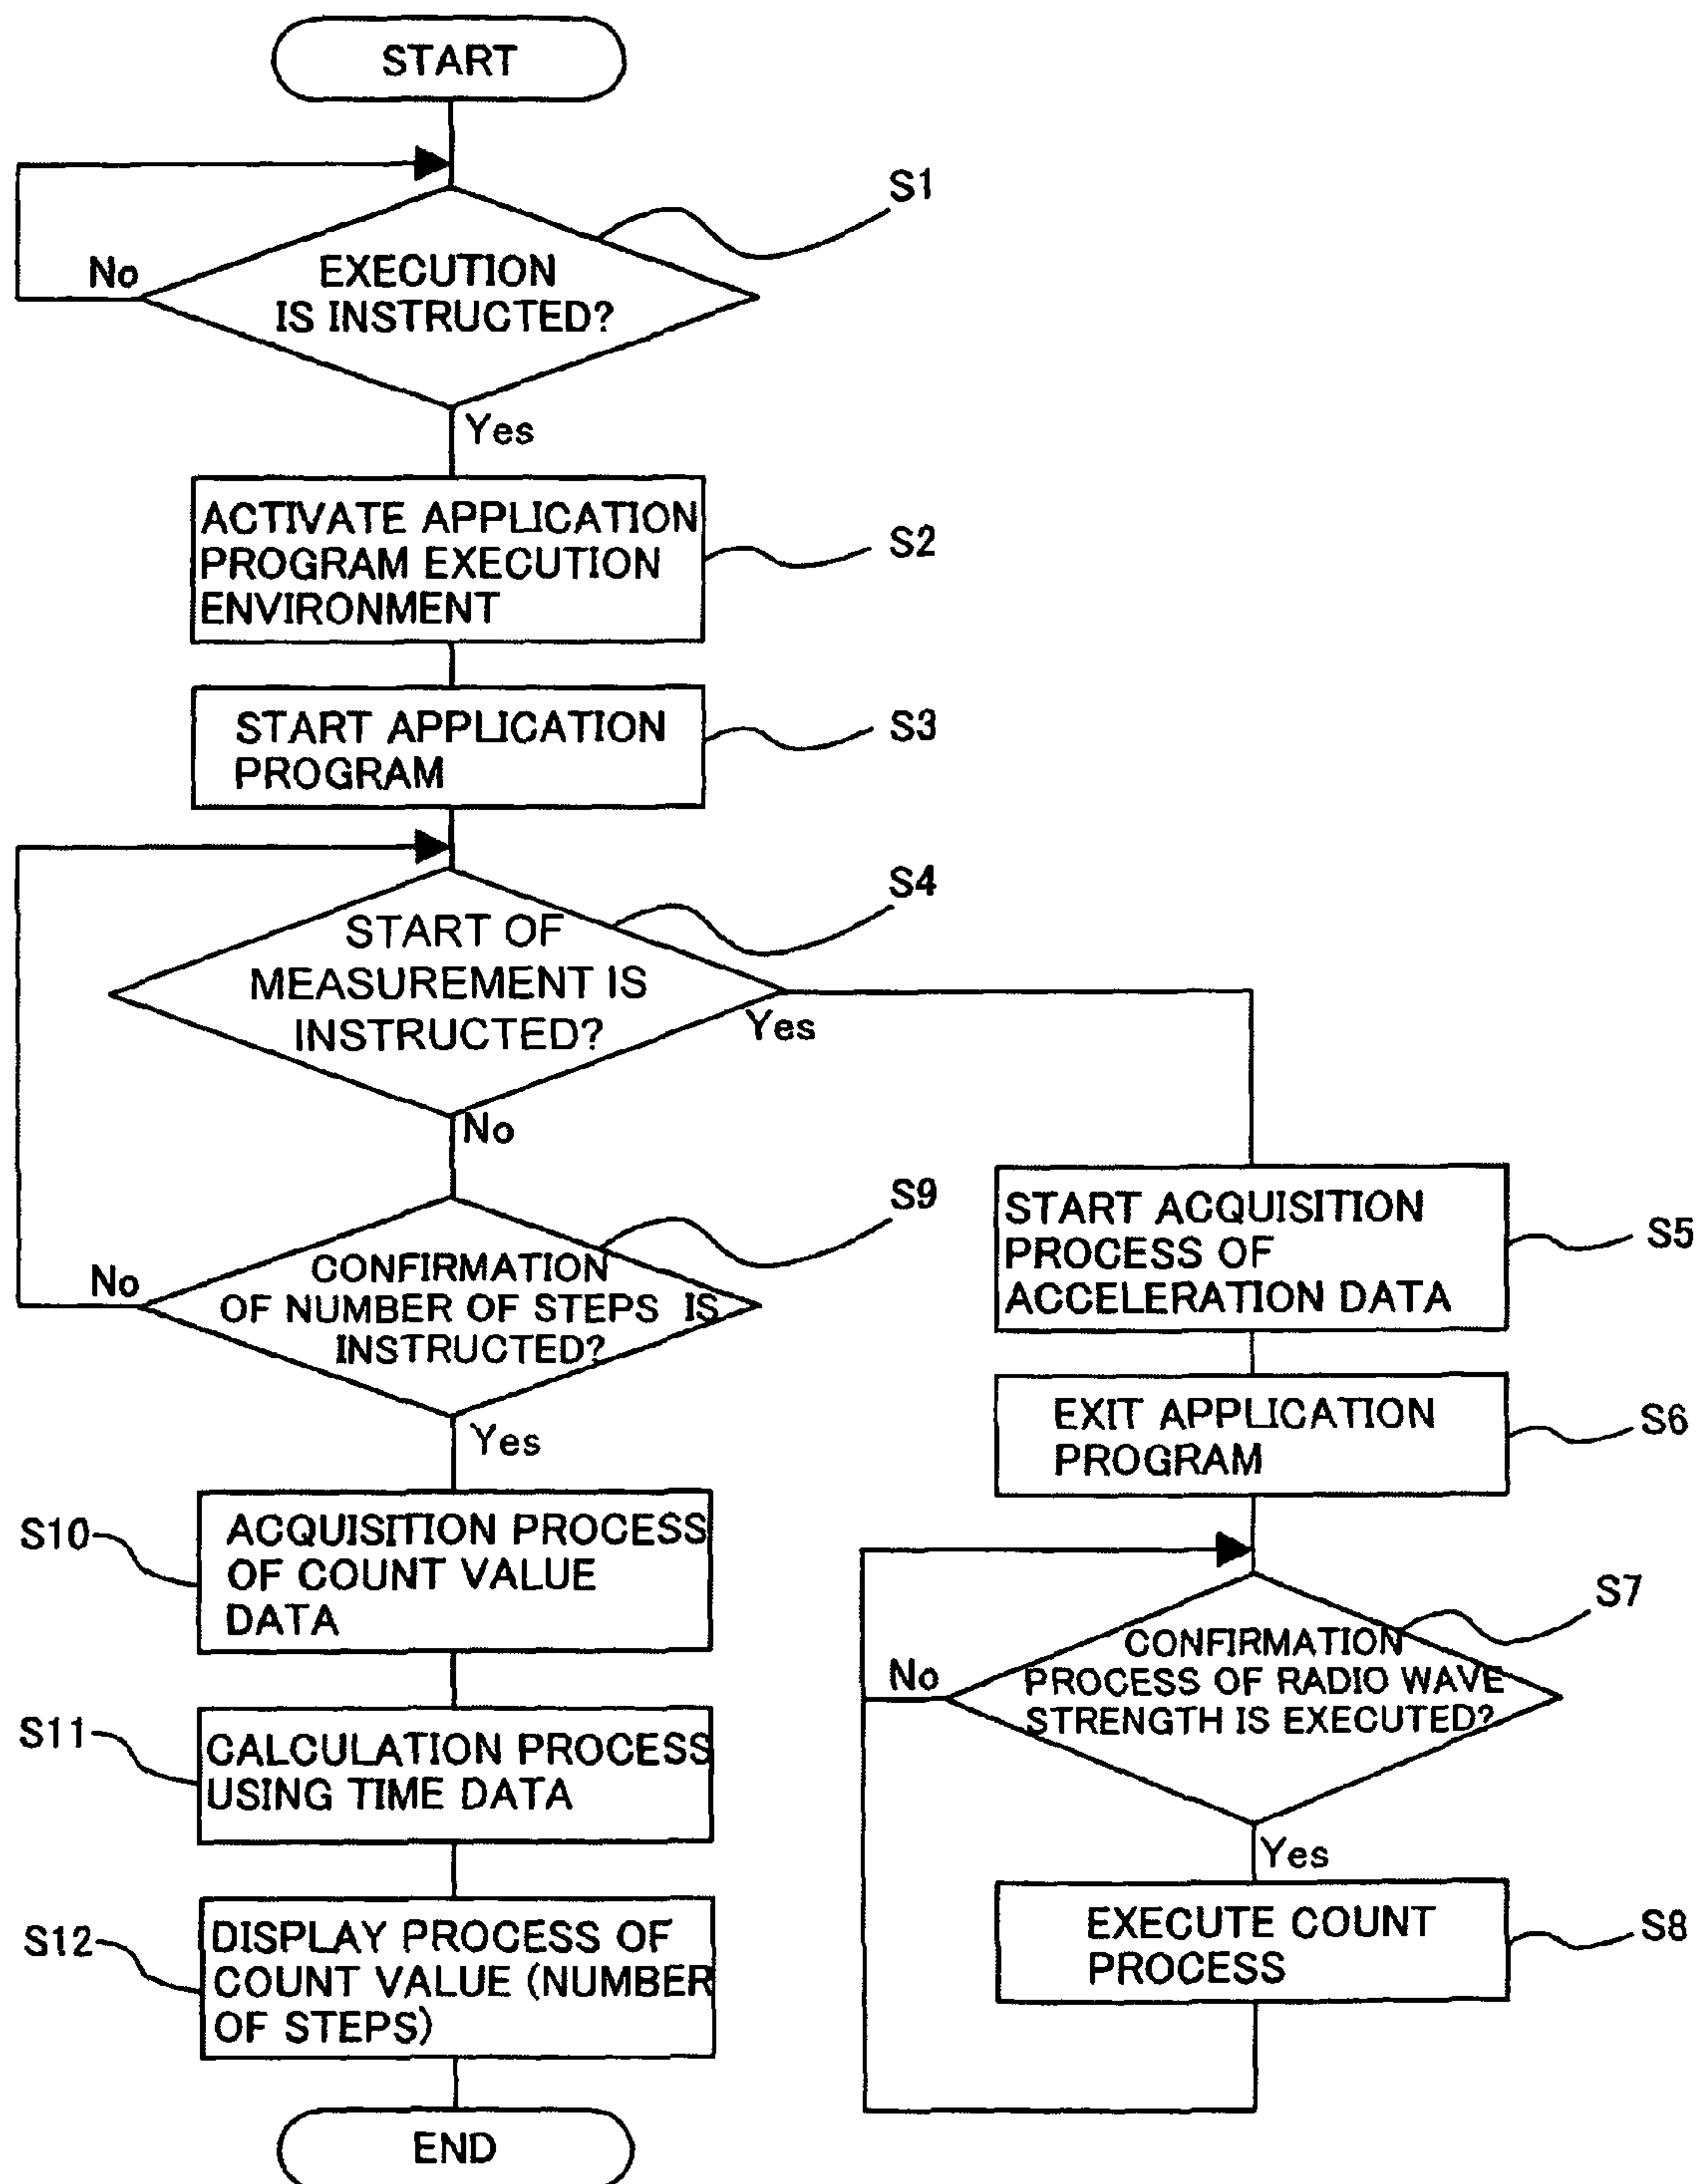 START
S1
No
EXECUTION
IS INSTRUCTED?
Yes
ACTIVATE APPLICATION
PROGRAM EXECUTION
ENVIRONMENT
S2
START APPLICATION
PROGRAM
S3
S4
START OF
MEASUREMENT IS
INSTRUCTED?
Yes
No
S9
No
CONFIRMATION
OF NUMBER OF STEPS IS
INSTRUCTED?
Yes
S10
ACQUISITION PROCESS
OF COUNT VALUE
DATA
S11
CALCULATION PROCESS
USING TIME DATA
S12
DISPLAY PROCESS OF
COUNT VALUE (NUMBER
OF STEPS)
END
START ACQUISITION
PROCESS OF
ACCELERATION DATA
S5
EXIT APPLICATION
PROGRAM
S6
S7
No
CONFIRMATION
PROCESS OF RADIO WAVE
STRENGTH IS EXECUTED?
Yes
EXECUTE COUNT
PROCESS
S8